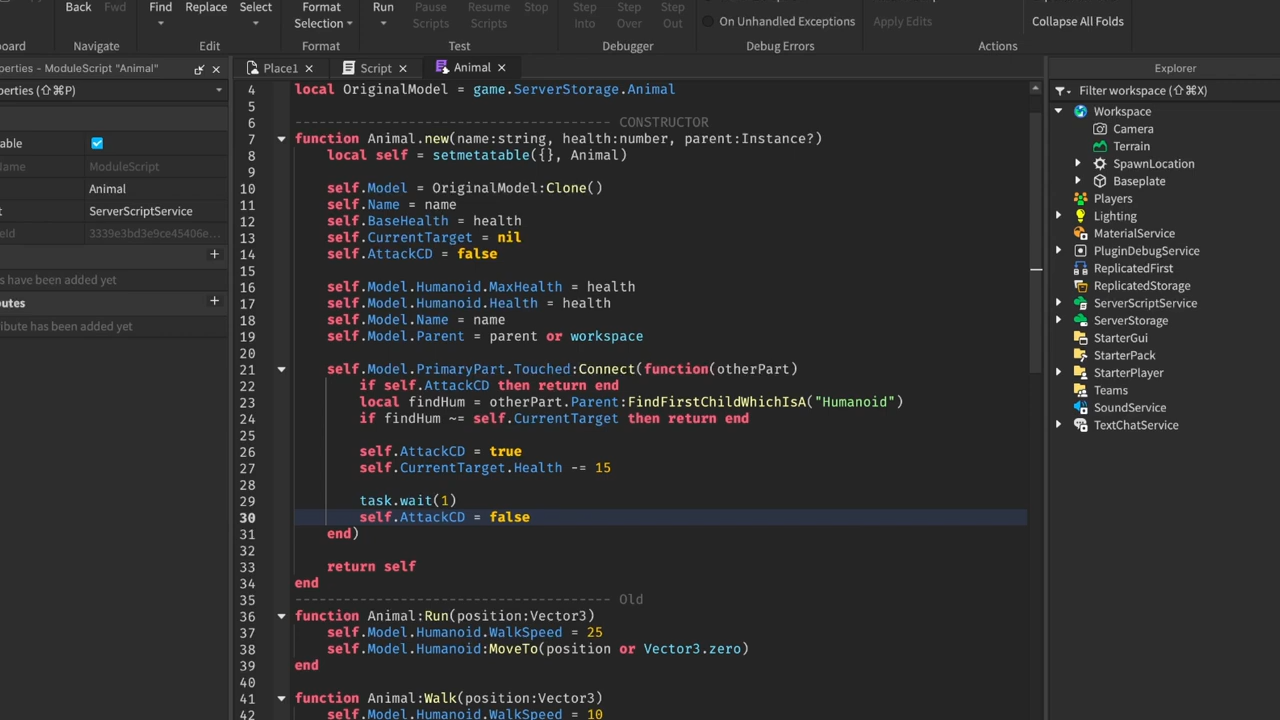 Back Fwd Find Replace Select Format Selection Run Pause Scripts Resume Scripts Stop Step Into Step Over Step Out On Unhandled Exceptions Apply Edits Collapse All Folds
board Navigate Edit Format Test Debugger Debug Errors Actions
perties - ModuleScript "Animal"
perties (⇧⌘P)
able
Name ModuleScript
Animal
t ServerScriptService
eId 3339e3bd3e9ce45406e...
s have been added yet
butes
ibute has been added yet
Place1 Script Animal
4 local OriginalModel = game.ServerStorage.Animal
5
6 -------------------------------------- CONSTRUCTOR
7 function Animal.new(name:string, health:number, parent:Instance?)
8 local self = setmetatable({}, Animal)
9
10 self.Model = OriginalModel:Clone()
11 self.Name = name
12 self.BaseHealth = health
13 self.CurrentTarget = nil
14 self.AttackCD = false
15
16 self.Model.Humanoid.MaxHealth = health
17 self.Model.Humanoid.Health = health
18 self.Model.Name = name
19 self.Model.Parent = parent or workspace
20
21 self.Model.PrimaryPart.Touched:Connect(function(otherPart)
22 if self.AttackCD then return end
23 local findHum = otherPart.Parent:FindFirstChildWhichIsA("Humanoid")
24 if findHum ~= self.CurrentTarget then return end
25
26 self.AttackCD = true
27 self.CurrentTarget.Health -= 15
28
29 task.wait(1)
30 self.AttackCD = false
31 end)
32
33 return self
34 end
35 -------------------------------------- Old
36 function Animal:Run(position:Vector3)
37 self.Model.Humanoid.WalkSpeed = 25
38 self.Model.Humanoid:MoveTo(position or Vector3.zero)
39 end
40
41 function Animal:Walk(position:Vector3)
42 self.Model.Humanoid.WalkSpeed = 10
Explorer
Filter workspace (⇧⌘X)
Workspace
Camera
Terrain
SpawnLocation
Baseplate
Players
Lighting
MaterialService
PluginDebugService
ReplicatedFirst
ReplicatedStorage
ServerScriptService
ServerStorage
StarterGui
StarterPack
StarterPlayer
Teams
SoundService
TextChatService